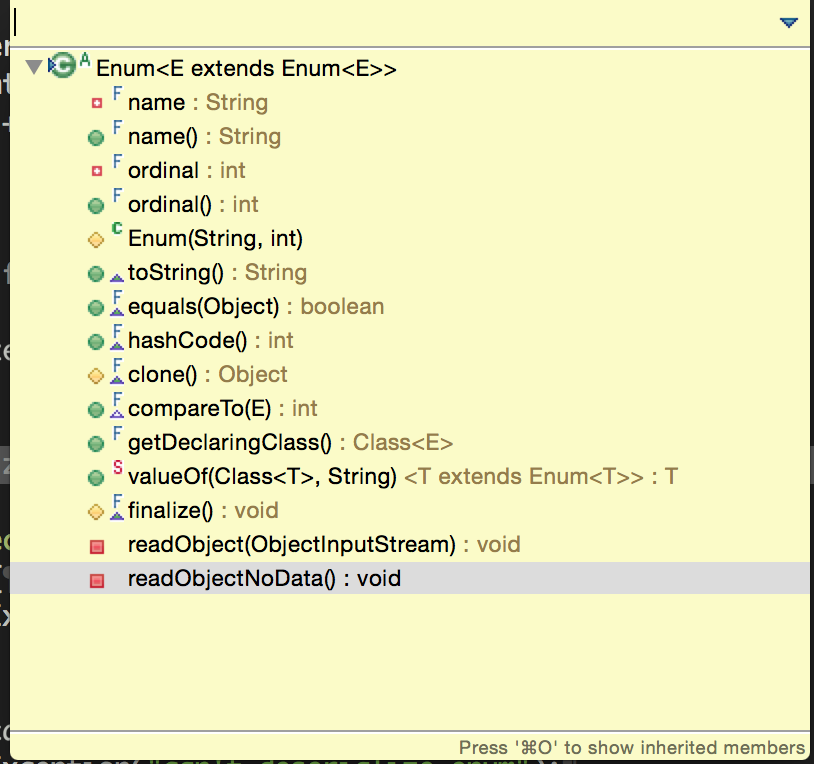 A Enum<E extends Enum<E>>
F name : String
F name() : String
F ordinal : int
F ordinal() : int
C Enum(String, int)
toString() : String
F equals(Object) : boolean
F hashCode() : int
F clone() : Object
F compareTo(E) : int
F getDeclaringClass() : Class<E>
S valueOf(Class<T>, String) <T extends Enum<T>> : T
F finalize() : void
readObject(ObjectInputStream) : void
readObjectNoData() : void
Press '⌘O' to show inherited members